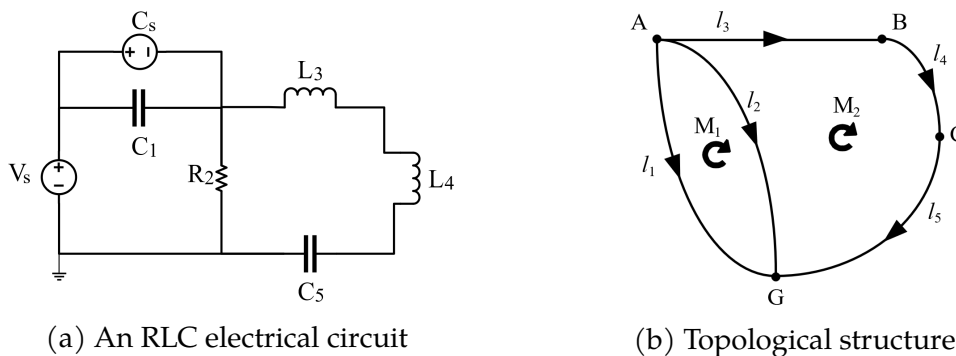 Cs
+ −
L3
C1
Vs
+
−
R2
L4
C5
(a) An RLC electrical circuit
A
l3
B
l4
l2
M2
M1
l1
l5
G
(b) Topological structure